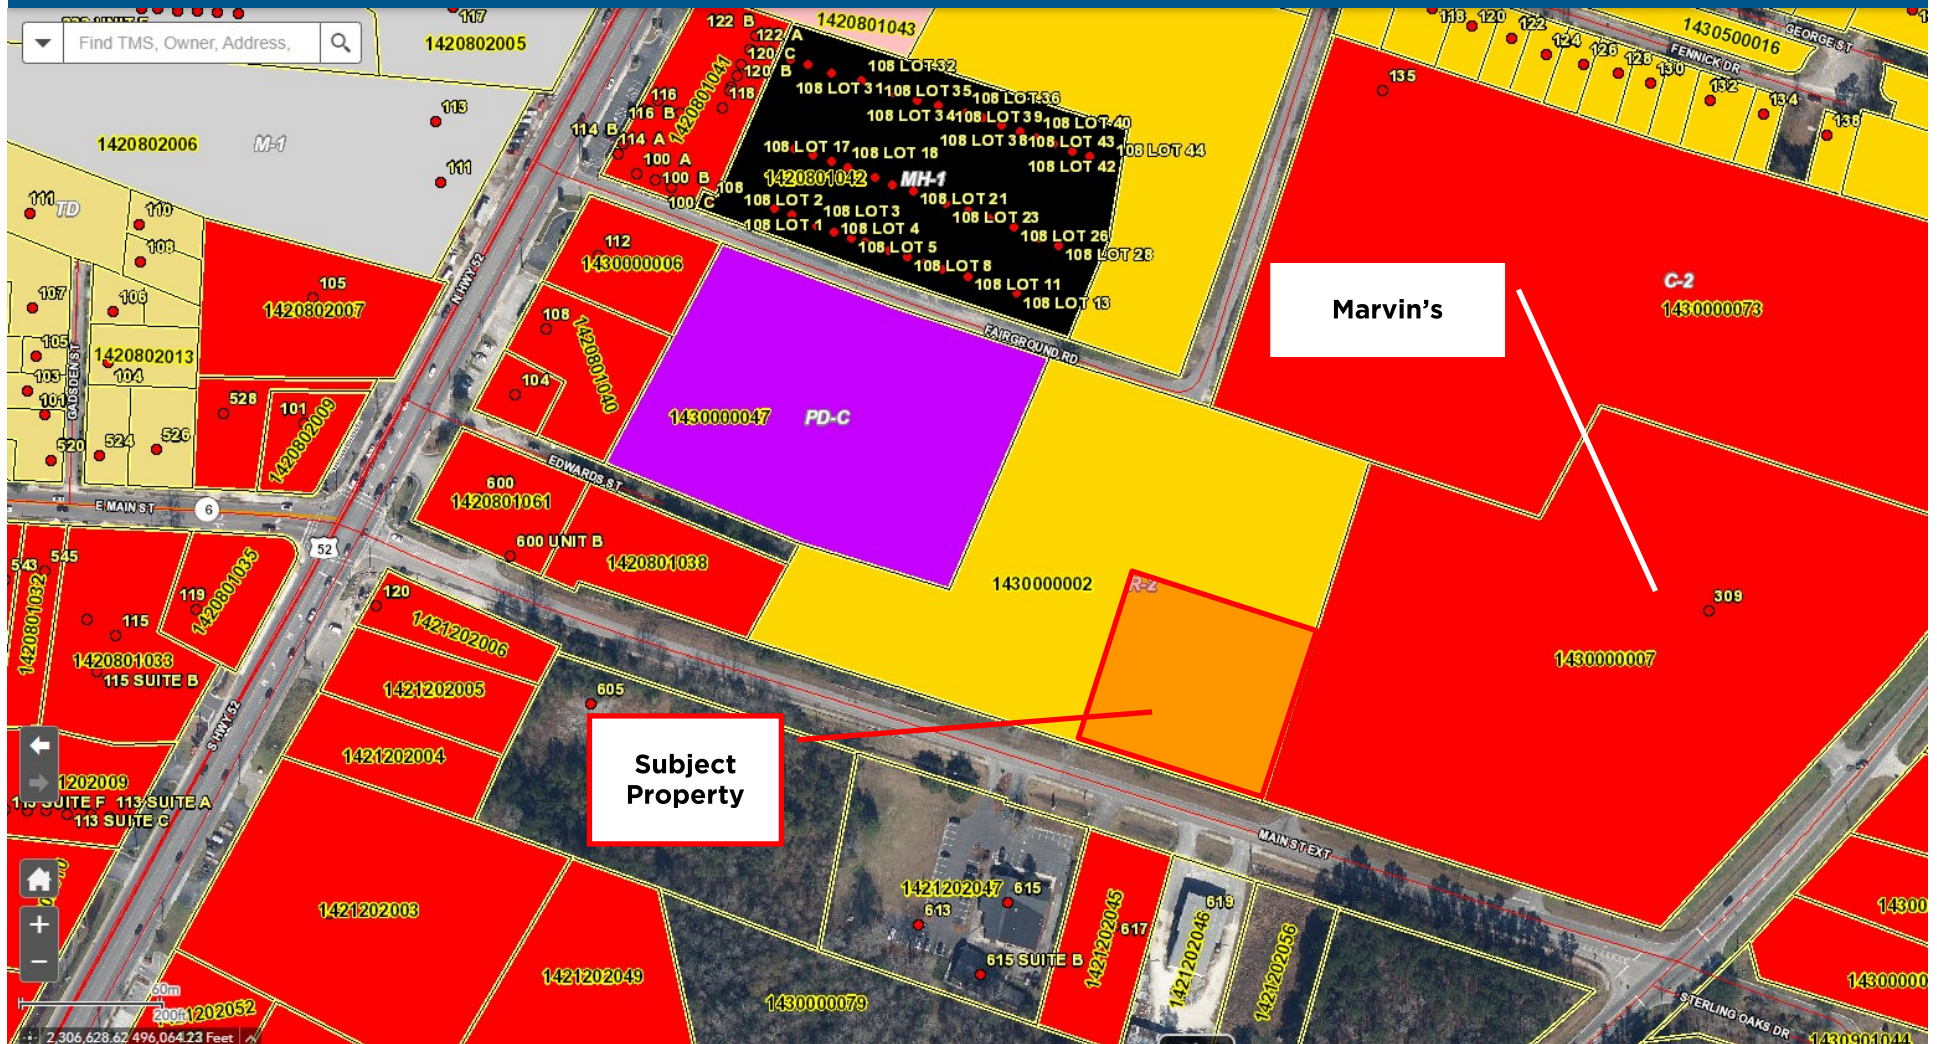 117
122 B
1420801043
118
120
122
1430500016
GEORGE ST
Find TMS, Owner, Address,
1420802005
122 A
120 C
120 B
124
126
128
130
132
134
138
FENNICK DR
135
113
116
116 B
118
1420801041
108 LOT 32
108 LOT 31
108 LOT 35
108 LOT 36
108 LOT 34
108 LOT 39
108 LOT 40
1420802006
M-1
114 B
114 A
108 LOT 38
108 LOT 43
108 LOT 44
108 LOT 17
108 LOT 18
108 LOT 42
111
100 A
100 B
100 C
108
1420801042
MH-1
111
TD
110
108
108 LOT 2
108 LOT 3
108 LOT 21
108 LOT 1
108 LOT 4
108 LOT 23
108 LOT 5
108 LOT 26
108 LOT 28
108 LOT 8
108 LOT 11
108 LOT 13
112
1430000006
N HWY 52
107
106
105
1420802007
Marvin's
C-2
1430000073
108
1420801040
FAIRGROUND RD
105
1420802013
103
104
101
GADSDEN ST
104
528
101
1420802009
1430000047
PD-C
520
524
526
EDWARDS ST
600
1420801061
E MAIN ST
6
52
600 UNIT B
1420801038
1430000002
R-2
309
543
545
1420801032
119
1420801035
115
1420801033
115 SUITE B
120
1421202006
1421202005
1421202004
605
1430000007
S HWY 52
Subject
Property
113 SUITE A
113 SUITE C
MAIN ST EXT
1421202003
1421202047
615
613
615 SUITE B
1421202045
617
619
1421202046
1421202056
1421202049
1430000079
STERLING OAKS DR
1430901044
60m
200ft
2,306,628.62 496,064.23 Feet